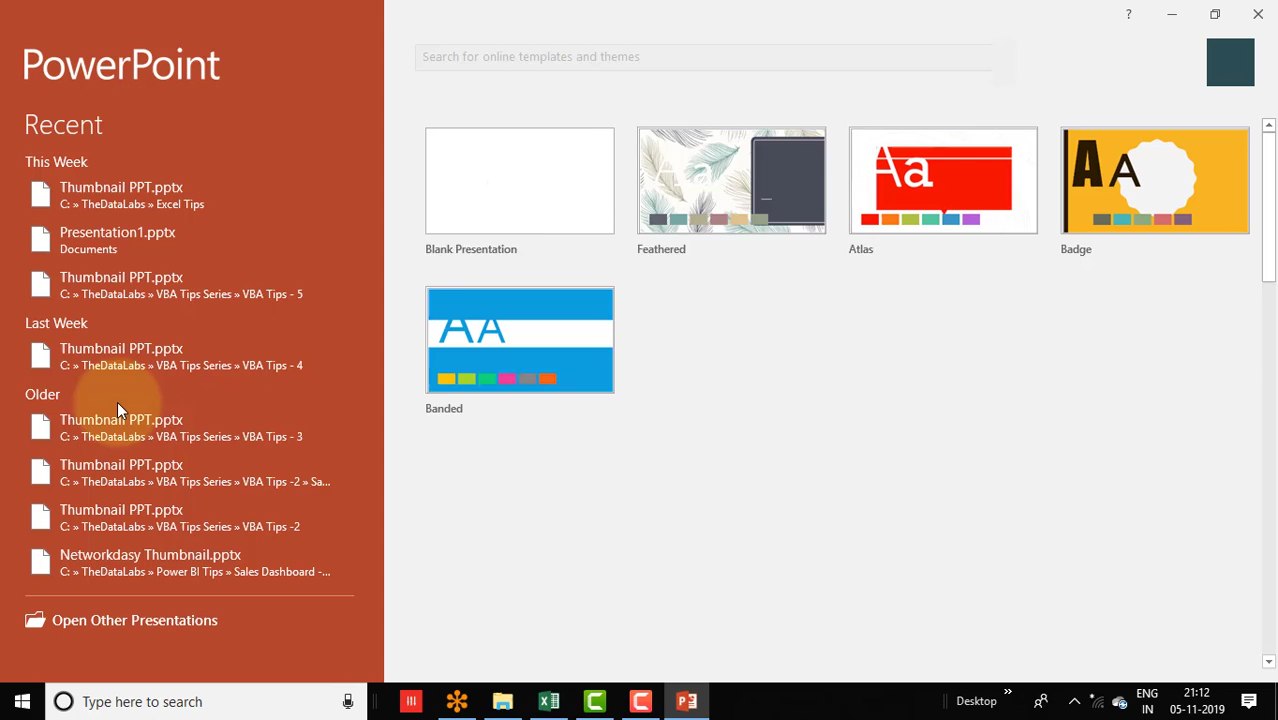 PowerPoint
Search for online templates and themes
Recent
This Week
Thumbnail PPT.pptx
C: » TheDataLabs » Excel Tips
Presentation1.pptx
Documents
Thumbnail PPT.pptx
C: » TheDataLabs » VBA Tips Series » VBA Tips - 5
Last Week
Thumbnail PPT.pptx
C: » TheDataLabs » VBA Tips Series » VBA Tips - 4
Older
Thumbnail PPT.pptx
C: » TheDataLabs » VBA Tips Series » VBA Tips - 3
Thumbnail PPT.pptx
C: » TheDataLabs » VBA Tips Series » VBA Tips -2 » Sa...
Thumbnail PPT.pptx
C: » TheDataLabs » VBA Tips Series » VBA Tips -2
Networkdasy Thumbnail.pptx
C: » TheDataLabs » Power BI Tips » Sales Dashboard -...
Open Other Presentations
Blank Presentation
Feathered
Aa
Atlas
AA
Badge
AA
Banded
Type here to search
Desktop
ENG
IN
21:12
05-11-2019